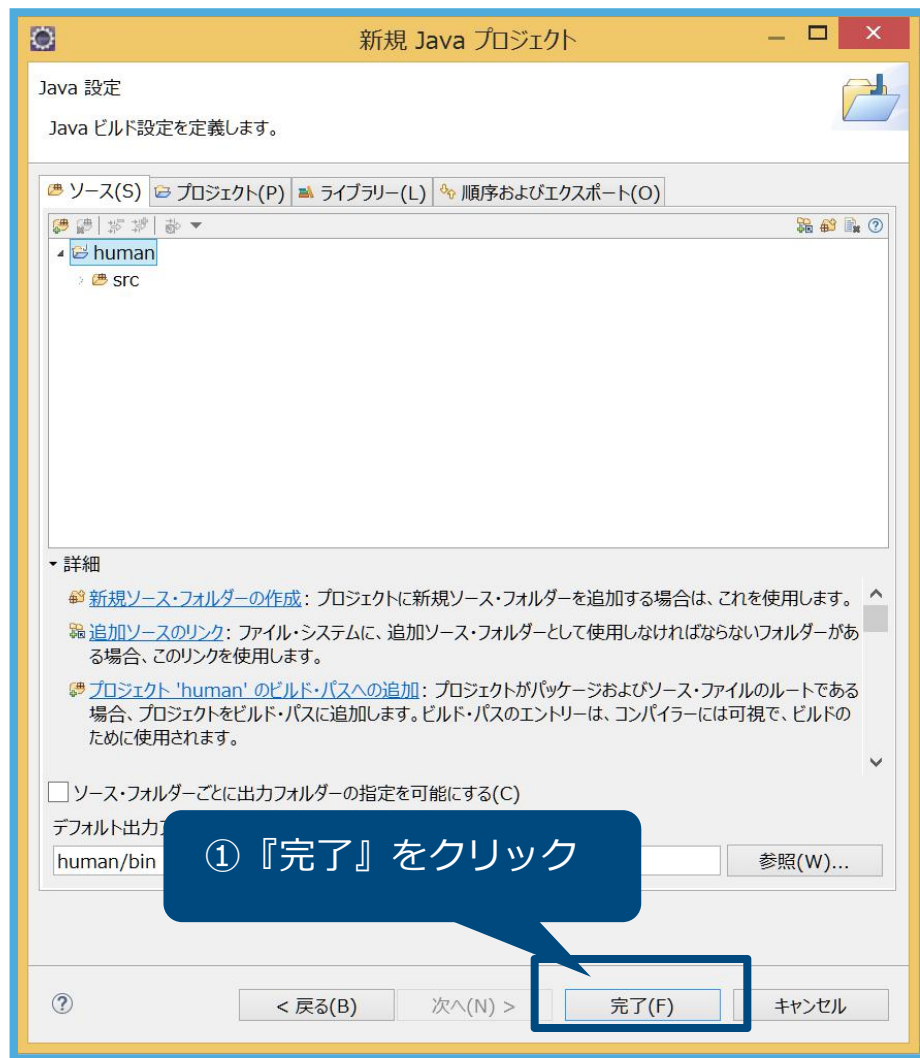 新規 Java プロジェクト
Java 設定
Java ビルド設定を定義します。
ソース(S) プロジェクト(P) ライブラリー(L) 順序およびエクスポート(O)
human
src
詳細
新規ソース・フォルダーの作成: プロジェクトに新規ソース・フォルダーを追加する場合は、これを使用します。
追加ソースのリンク: ファイル・システムに、追加ソース・フォルダーとして使用しなければならないフォルダーがあ
る場合、このリンクを使用します。
プロジェクト 'human' のビルド・パスへの追加: プロジェクトがパッケージおよびソース・ファイルのルートである
場合、プロジェクトをビルド・パスに追加します。ビルド・パスのエントリーは、コンパイラーには可視で、ビルドの
ために使用されます。
ソース・フォルダーごとに出力フォルダーの指定を可能にする(C)
デフォルト出力
human/bin
①『完了』をクリック
参照(W)...
< 戻る(B) 次へ(N) > 完了(F) キャンセル